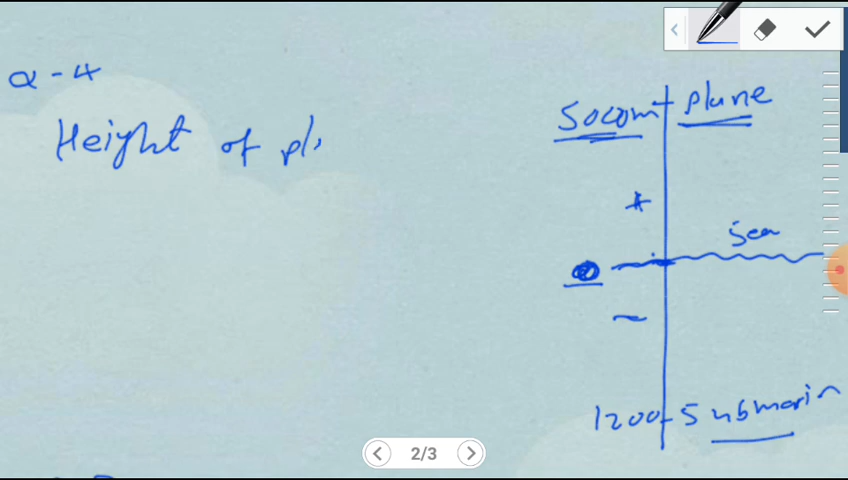 Q-4
Height of pl
5000m plane
+
sea
0
-
1200 Submarin
2/3